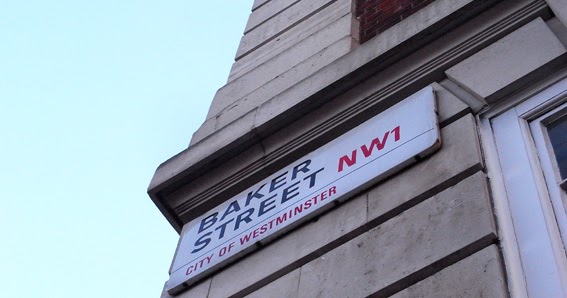 BAKER
STREET NW1
CITY OF WESTMINSTER